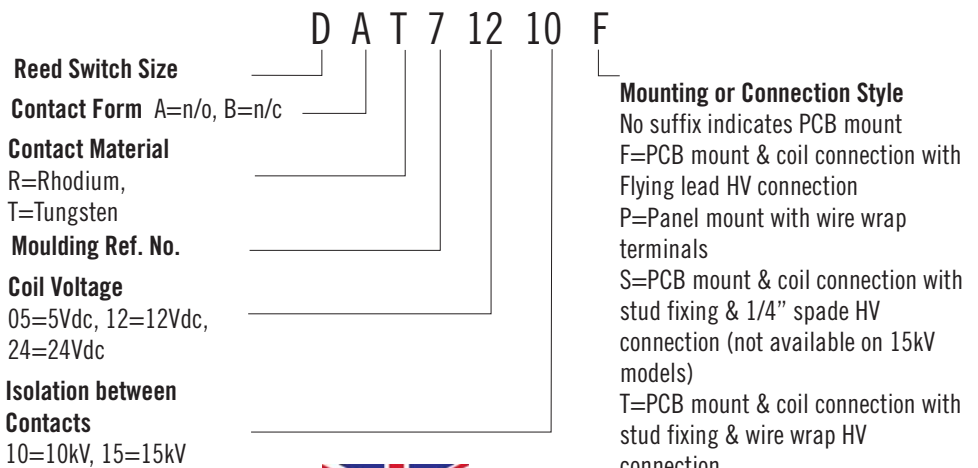 D A T 7 12 10 F
Reed Switch Size
Contact Form A=n/o, B=n/c
Contact Material
R=Rhodium,
T=Tungsten
Moulding Ref. No.
Coil Voltage
05=5Vdc, 12=12Vdc,
24=24Vdc
Isolation between
Contacts
10=10kV, 15=15kV
Mounting or Connection Style
No suffix indicates PCB mount
F=PCB mount & coil connection with
Flying lead HV connection
P=Panel mount with wire wrap
terminals
S=PCB mount & coil connection with
stud fixing & 1/4” spade HV
connection (not available on 15kV
models)
T=PCB mount & coil connection with
stud fixing & wire wrap HV
connection